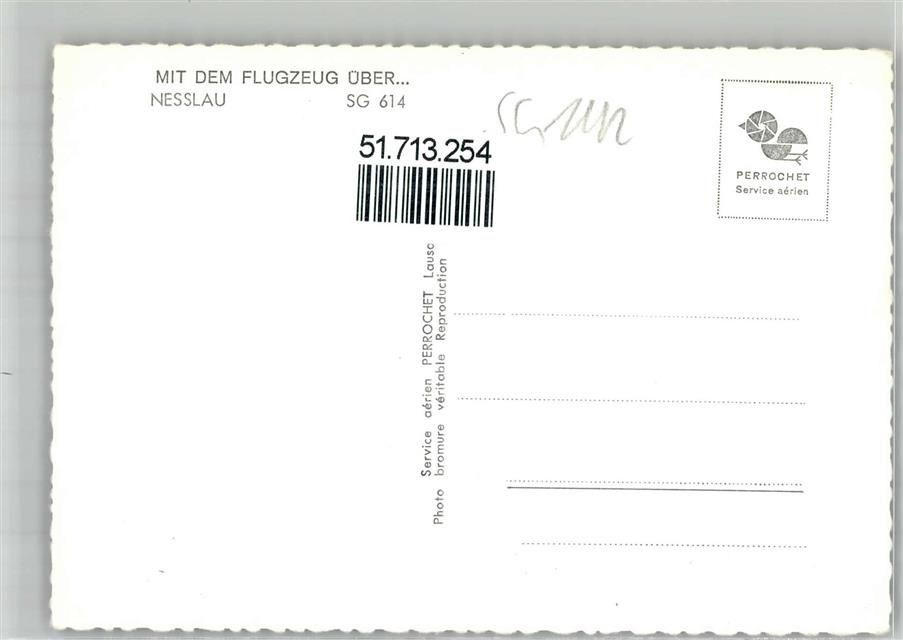 MIT DEM FLUGZEUG ÜBER...
NESSLAU SG 614
51.713.254
PERROCHET
Service aérien
Service aérien PERROCHET Lausc
Photo bromure véritable Reproduction